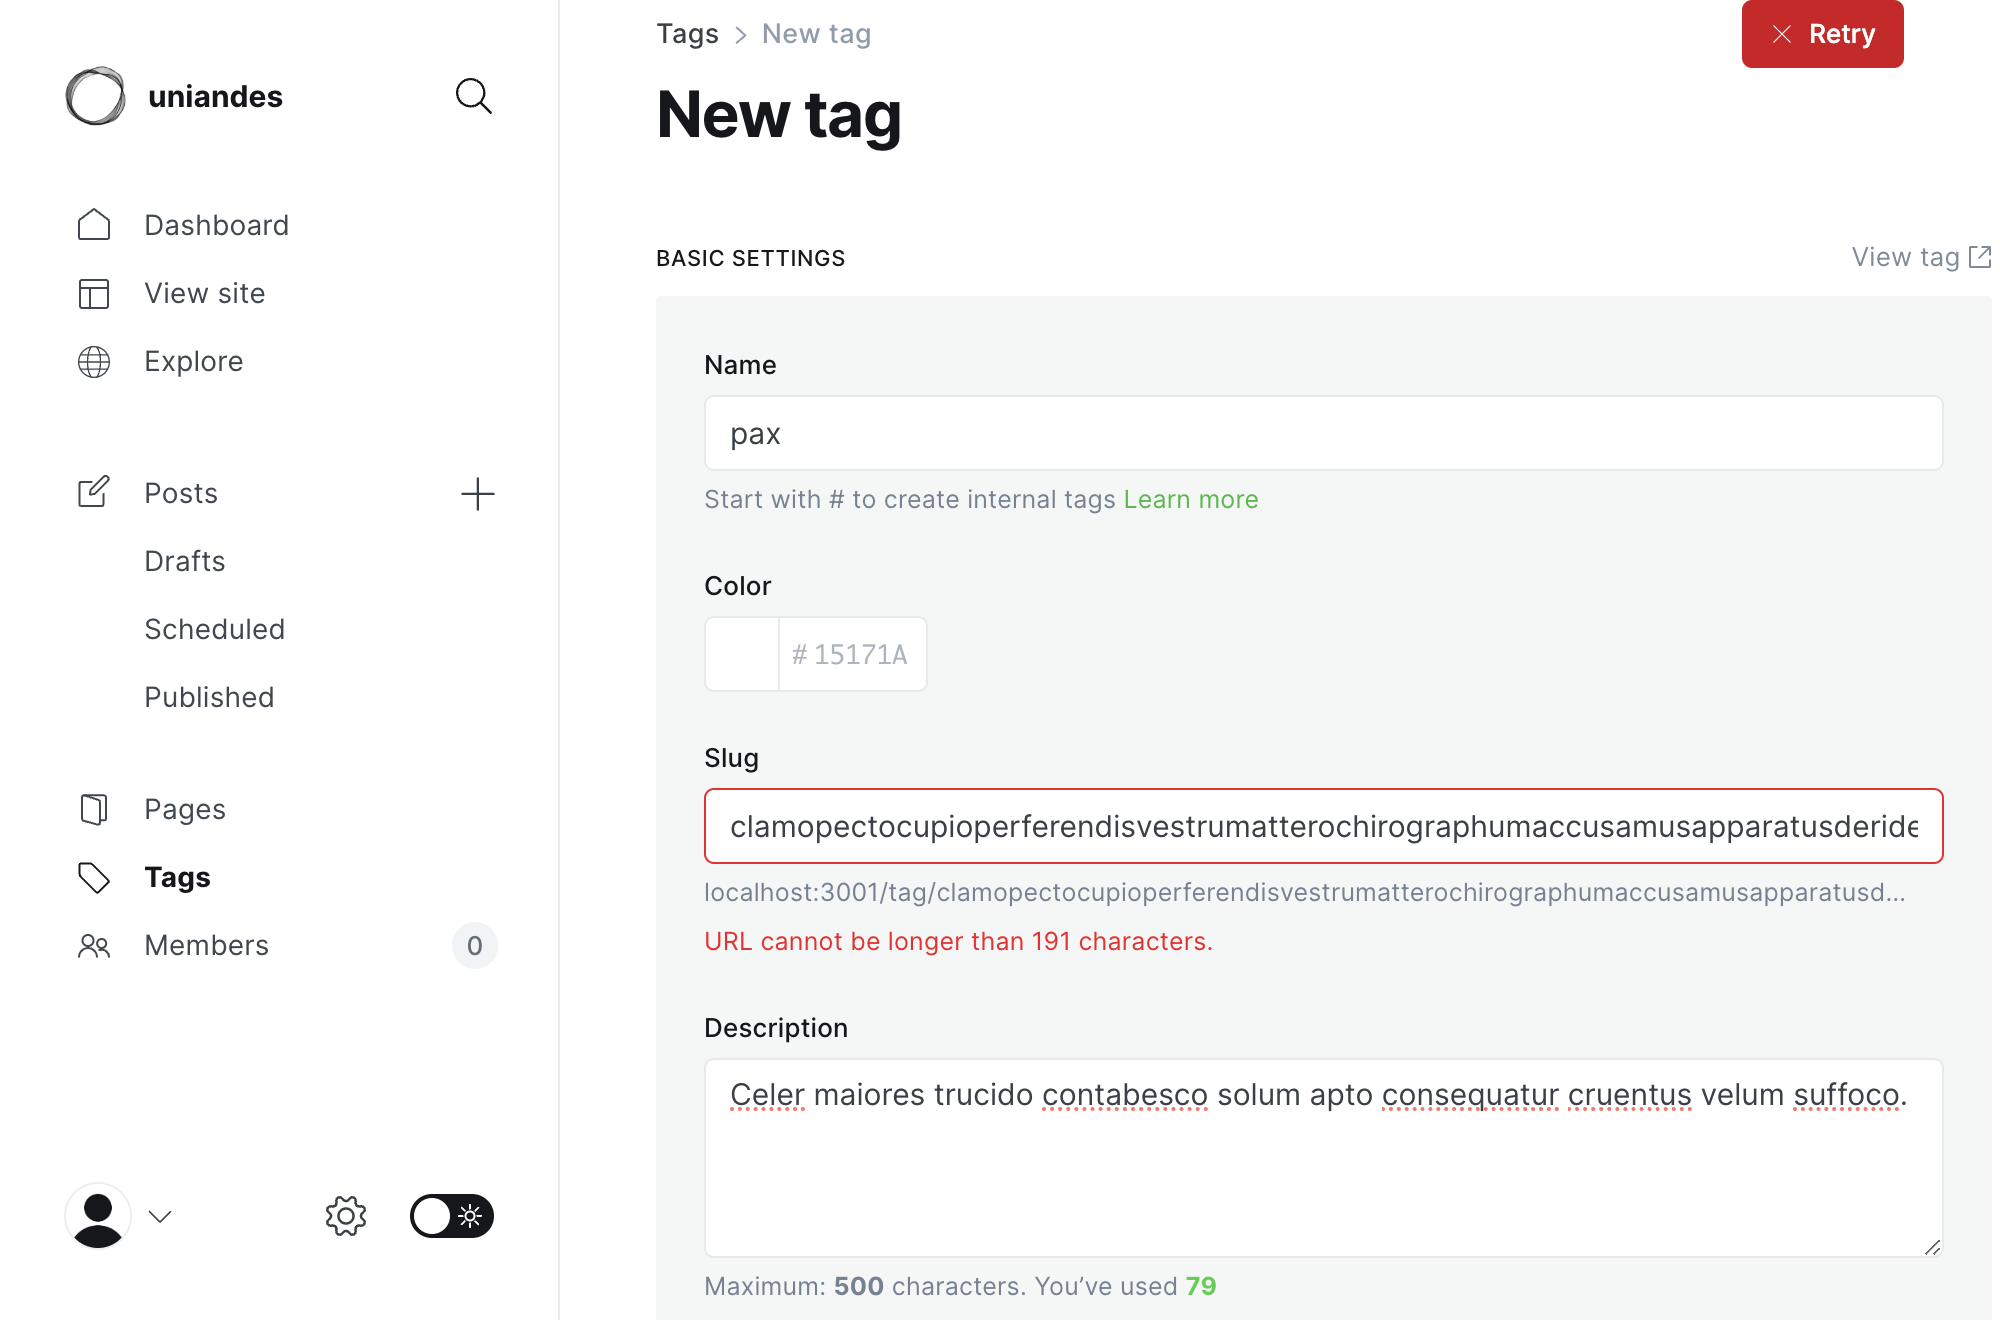 uniandes
Dashboard
View site
Explore
Posts
Drafts
Scheduled
Published
Pages
Tags
Members 0
Tags > New tag
Retry
New tag
BASIC SETTINGS
View tag
Name
pax
Start with # to create internal tags Learn more
Color
# 15171A
Slug
clamopectocupioperferendisvestrumatterochirographumaccusamusapparatusderide
localhost:3001/tag/clamopectocupioperferendisvestrumatterochirographumaccusamusapparatusd...
URL cannot be longer than 191 characters.
Description
Celer maiores trucido contabesco solum apto consequatur cruentus velum suffoco.
Maximum: 500 characters. You’ve used 79